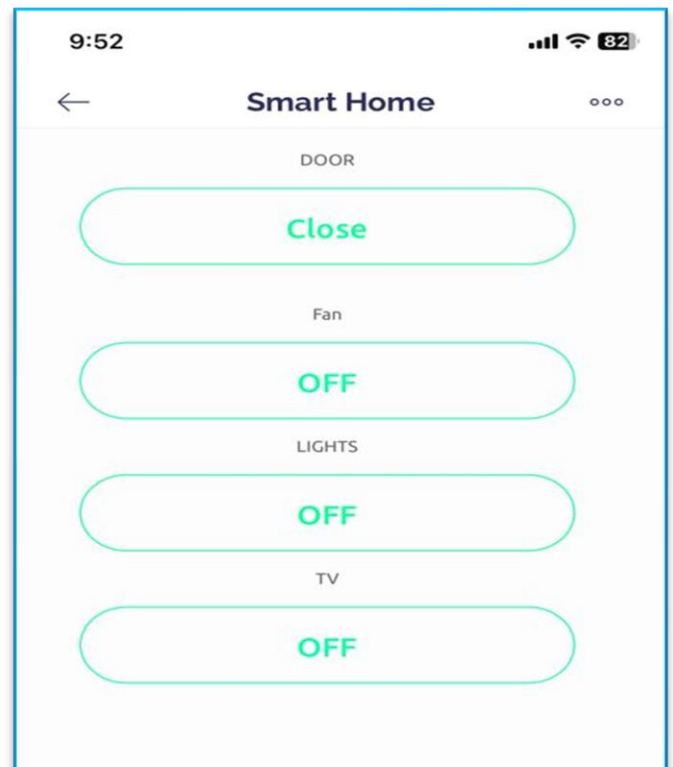 9:52 82
Smart Home
DOOR
Close
Fan
OFF
LIGHTS
OFF
TV
OFF